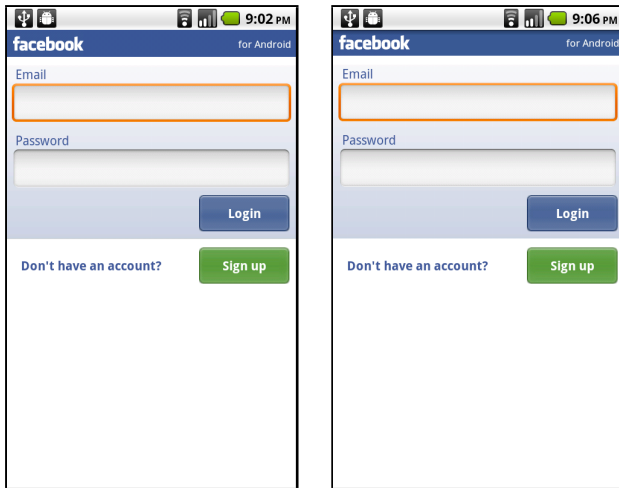 9:02 PM
facebook for Android
Email
Password
Login
Don't have an account? Sign up
9:06 PM
facebook for Android
Email
Password
Login
Don't have an account? Sign up